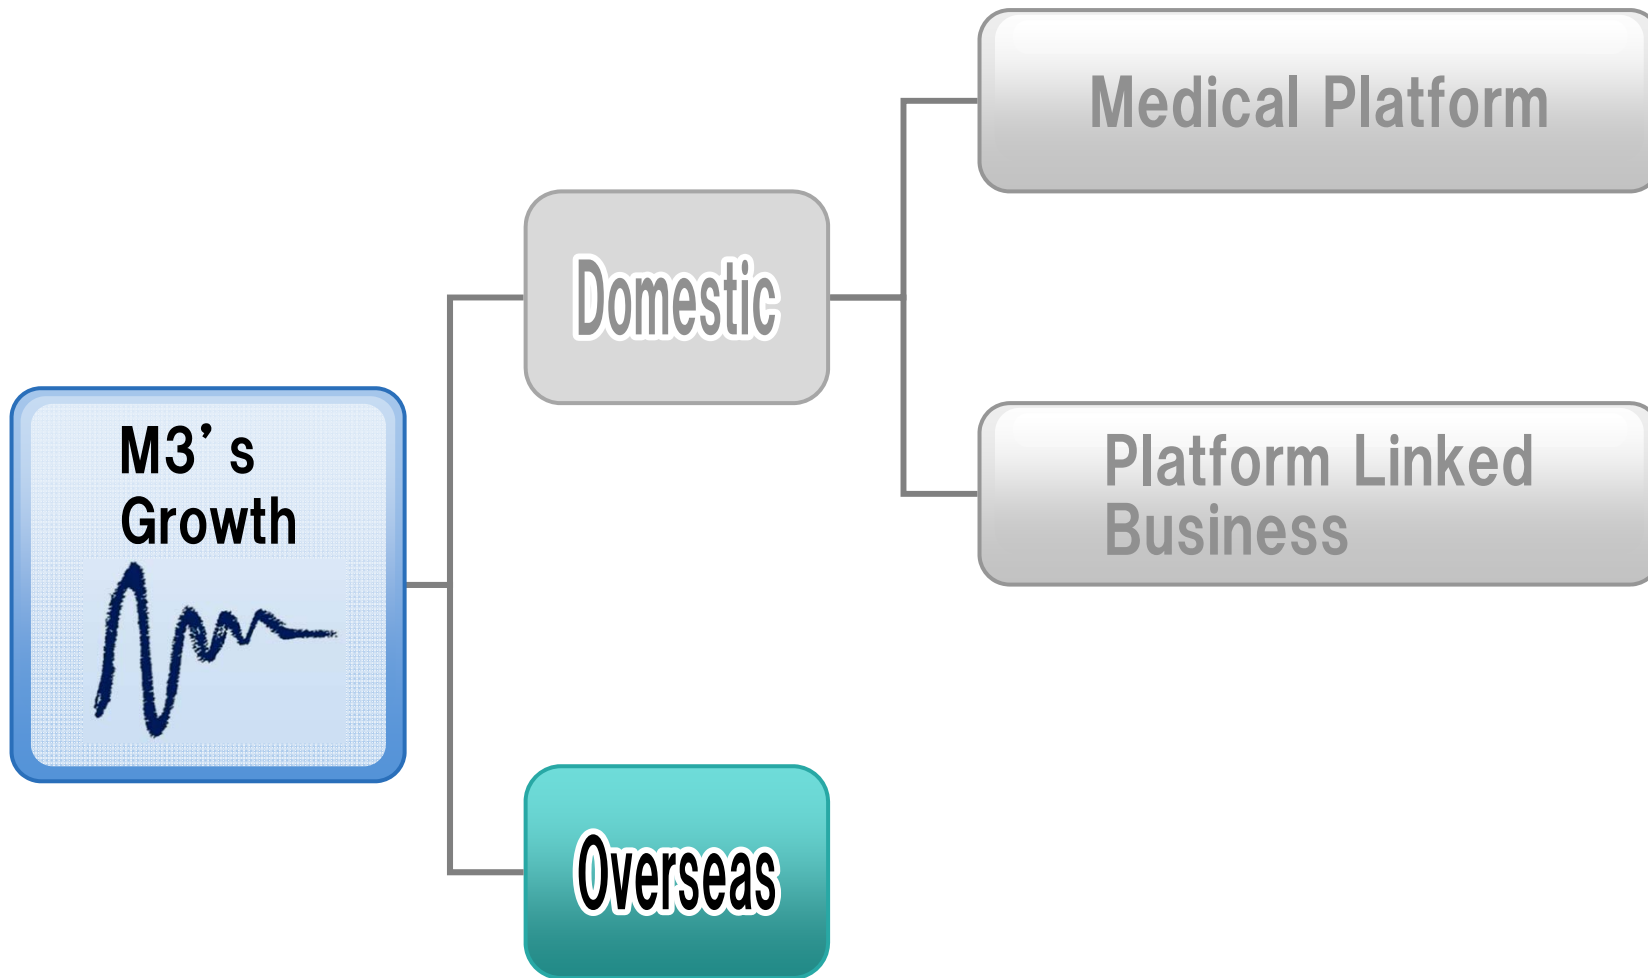 M3’s
Growth
Domestic
Overseas
Medical Platform
Platform Linked
Business